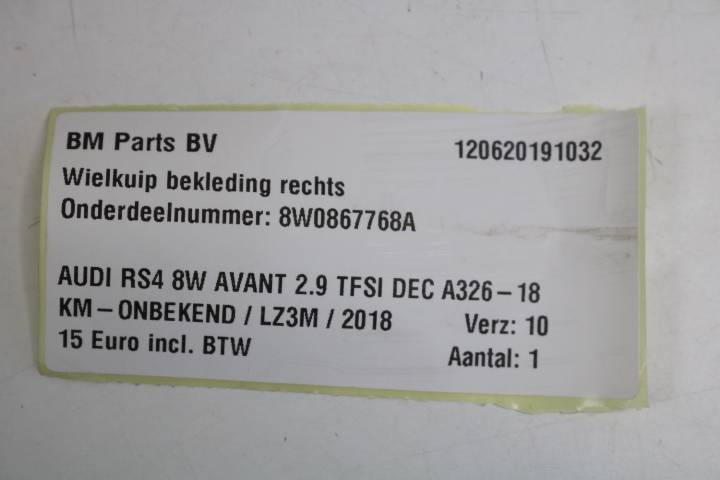 BM Parts BV 120620191032
Wielkuip bekleding rechts
Onderdeelnummer: 8W0867768A
AUDI RS4 8W AVANT 2.9 TFSI DEC A326-18
KM-ONBEKEND / LZ3M / 2018 Verz: 10
15 Euro incl. BTW Aantal: 1